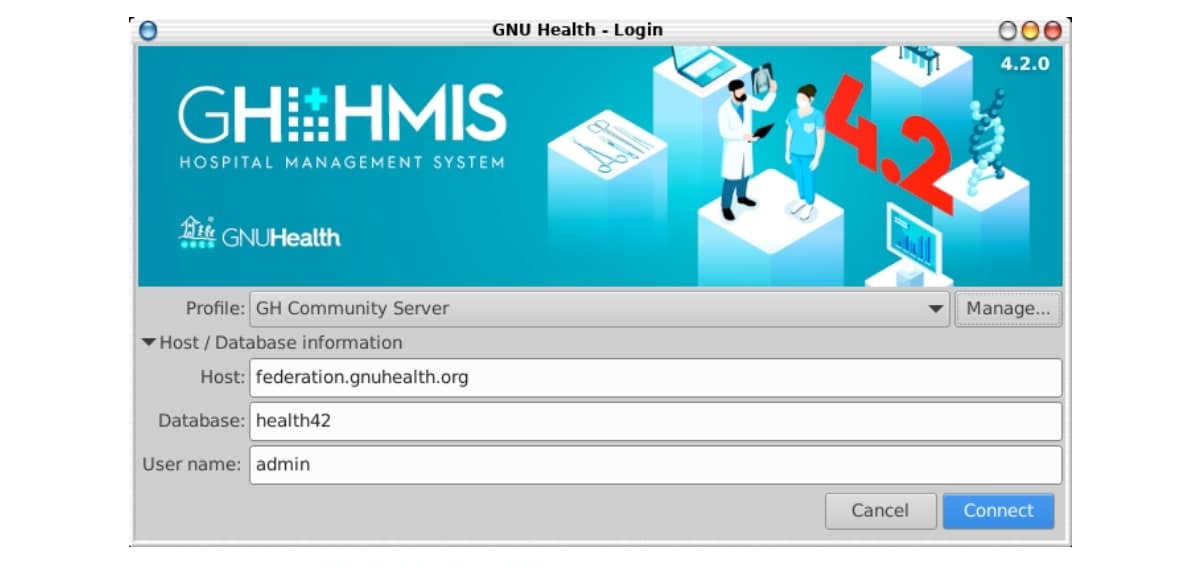 GNU Health - Login
4.2.0
GH HMIS
HOSPITAL MANAGEMENT SYSTEM
4.2
GNUHealth
Profile: GH Community Server Manage...
Host / Database information
Host: federation.gnuhealth.org
Database: health42
User name: admin
Cancel Connect